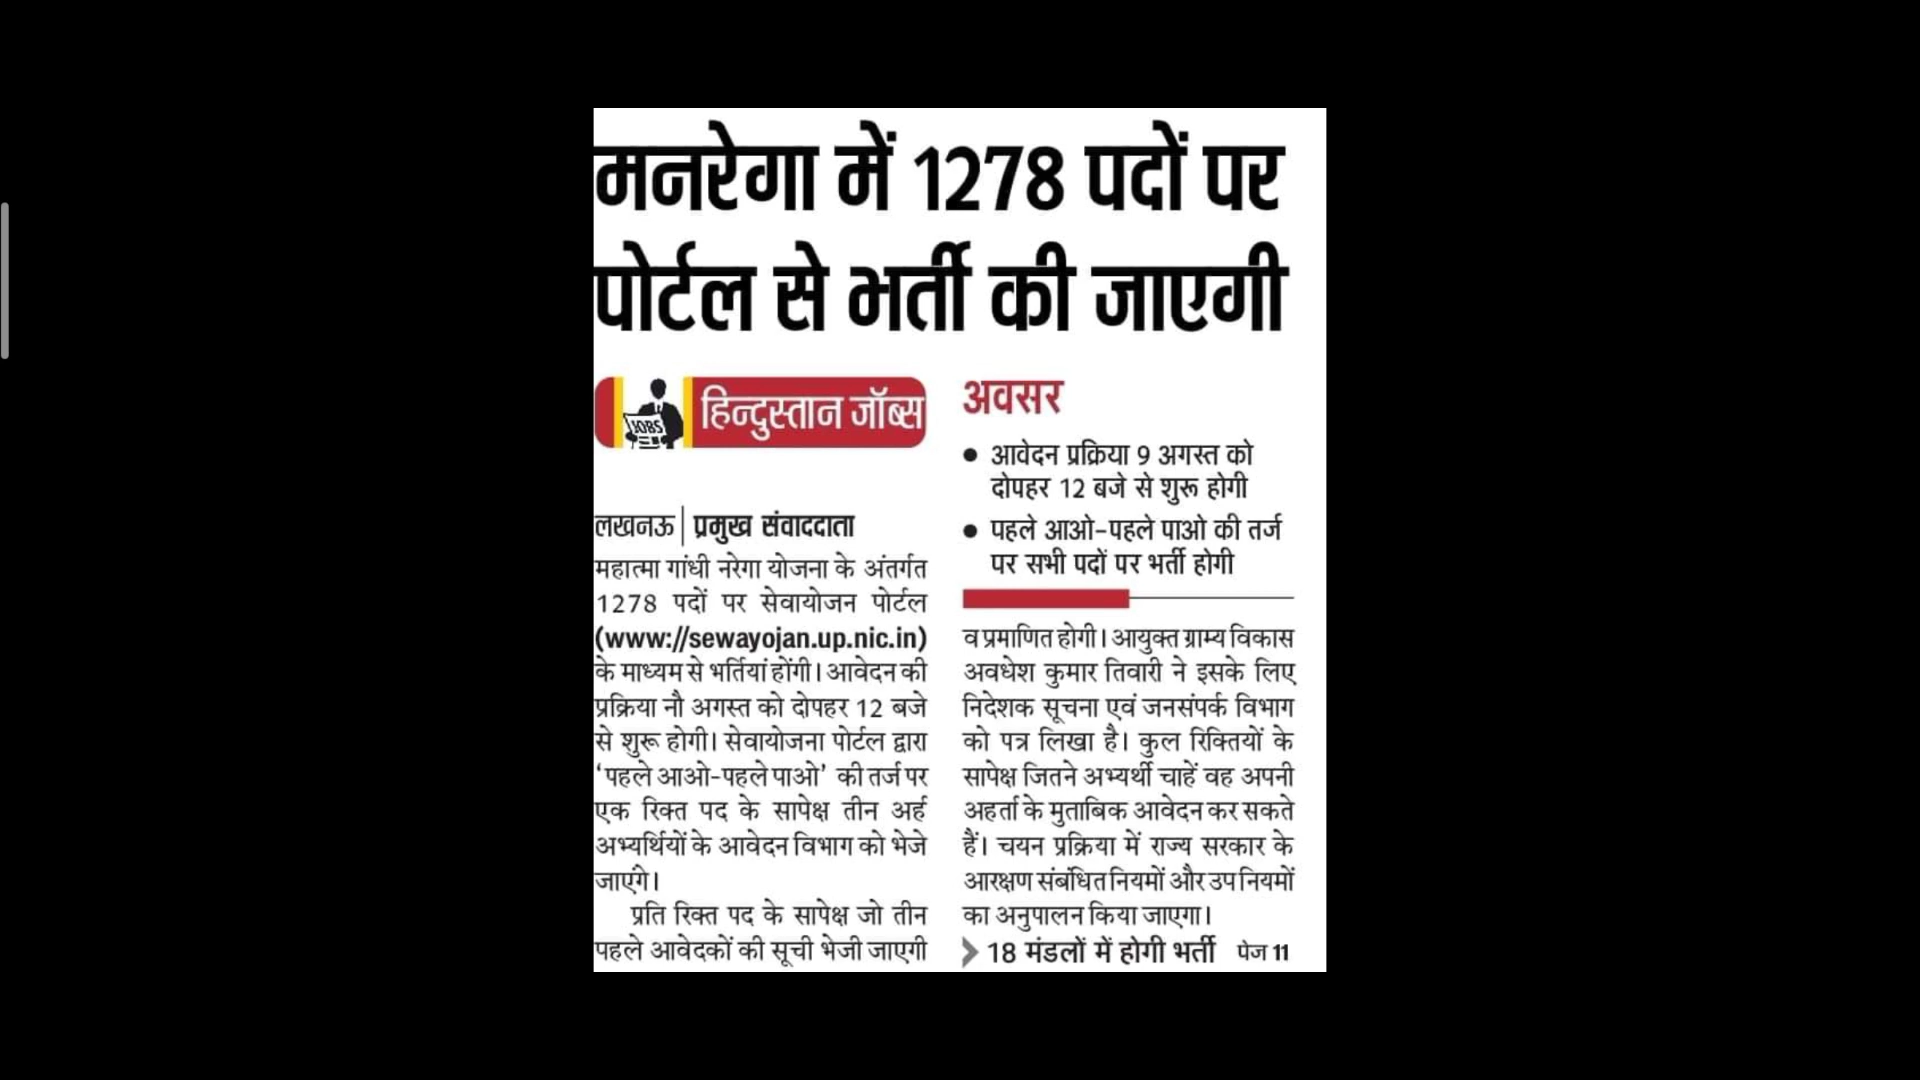 मनरेगा में 1278 पदों पर
पोर्टल से भर्ती की जाएगी
JOBS
हिन्दुस्तान जॉब्स
लखनऊ | प्रमुख संवाददाता
महात्मा गांधी नरेगा योजना के अंतर्गत
1278 पदों पर सेवायोजन पोर्टल
(www://sewayojan.up.nic.in)
के माध्यम से भर्तियां होंगी। आवेदन की
प्रक्रिया नौ अगस्त को दोपहर 12 बजे
से शुरू होगी। सेवायोजना पोर्टल द्वारा
‘पहले आओ-पहले पाओ’ की तर्ज पर
एक रिक्त पद के सापेक्ष तीन अर्ह
अभ्यर्थियों के आवेदन विभाग को भेजे
जाएंगे।
प्रति रिक्त पद के सापेक्ष जो तीन
पहले आवेदकों की सूची भेजी जाएगी
अवसर
● आवेदन प्रक्रिया 9 अगस्त को
दोपहर 12 बजे से शुरू होगी
● पहले आओ-पहले पाओ की तर्ज
पर सभी पदों पर भर्ती होगी
व प्रमाणित होगी। आयुक्त ग्राम्य विकास
अवधेश कुमार तिवारी ने इसके लिए
निदेशक सूचना एवं जनसंपर्क विभाग
को पत्र लिखा है। कुल रिक्तियों के
सापेक्ष जितने अभ्यर्थी चाहें वह अपनी
अहर्ता के मुताबिक आवेदन कर सकते
हैं। चयन प्रक्रिया में राज्य सरकार के
आरक्षण संबंधित नियमों और उप नियमों
का अनुपालन किया जाएगा।
18 मंडलों में होगी भर्ती पेज 11